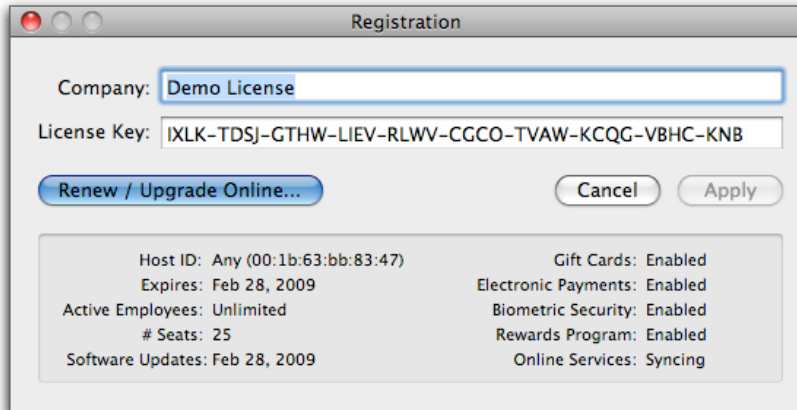 Registration
Company: Demo License
License Key: IXLK-TDSJ-GTHW-LIEV-RLWV-CGCO-TVAW-KCQG-VBHC-KNB
Renew / Upgrade Online... Cancel Apply
Host ID: Any (00:1b:63:bb:83:47) Gift Cards: Enabled
Expires: Feb 28, 2009 Electronic Payments: Enabled
Active Employees: Unlimited Biometric Security: Enabled
# Seats: 25 Rewards Program: Enabled
Software Updates: Feb 28, 2009 Online Services: Syncing